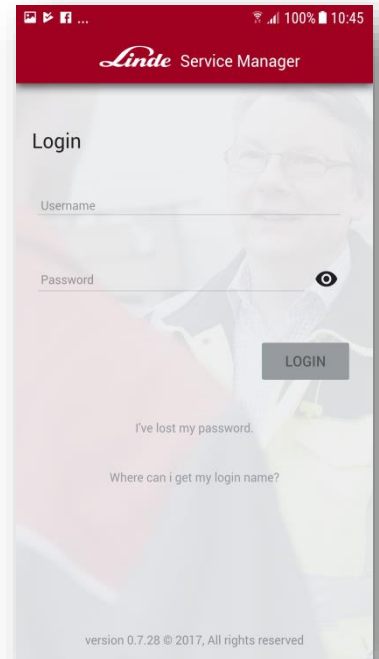 ... 100% 10:45
Linde Service Manager
Login
Username
Password
LOGIN
I've lost my password.
Where can i get my login name?
version 0.7.28 © 2017, All rights reserved